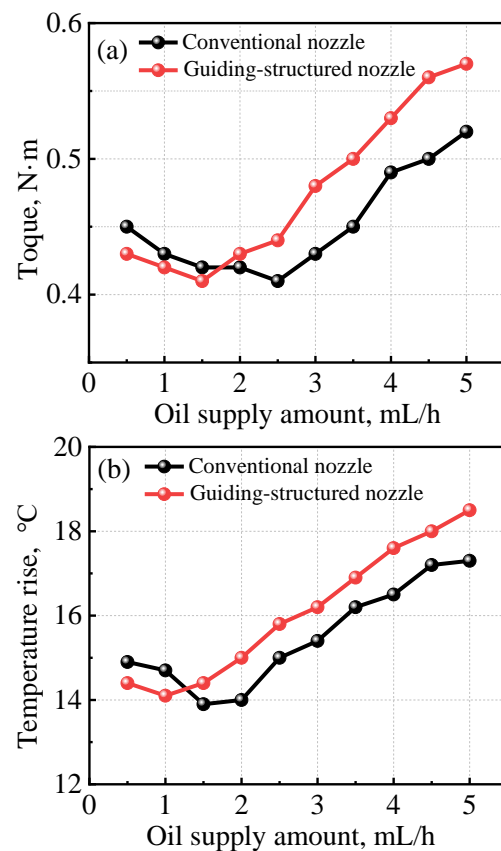 0.6
(a)
Conventional nozzle
Guiding-structured nozzle
Toque, N·m
0.5
0.4
0 1 2 3 4 5
Oil supply amount, mL/h
20
(b)
Conventional nozzle
Guiding-structured nozzle
Temperature rise, °C
18
16
14
12
0 1 2 3 4 5
Oil supply amount, mL/h